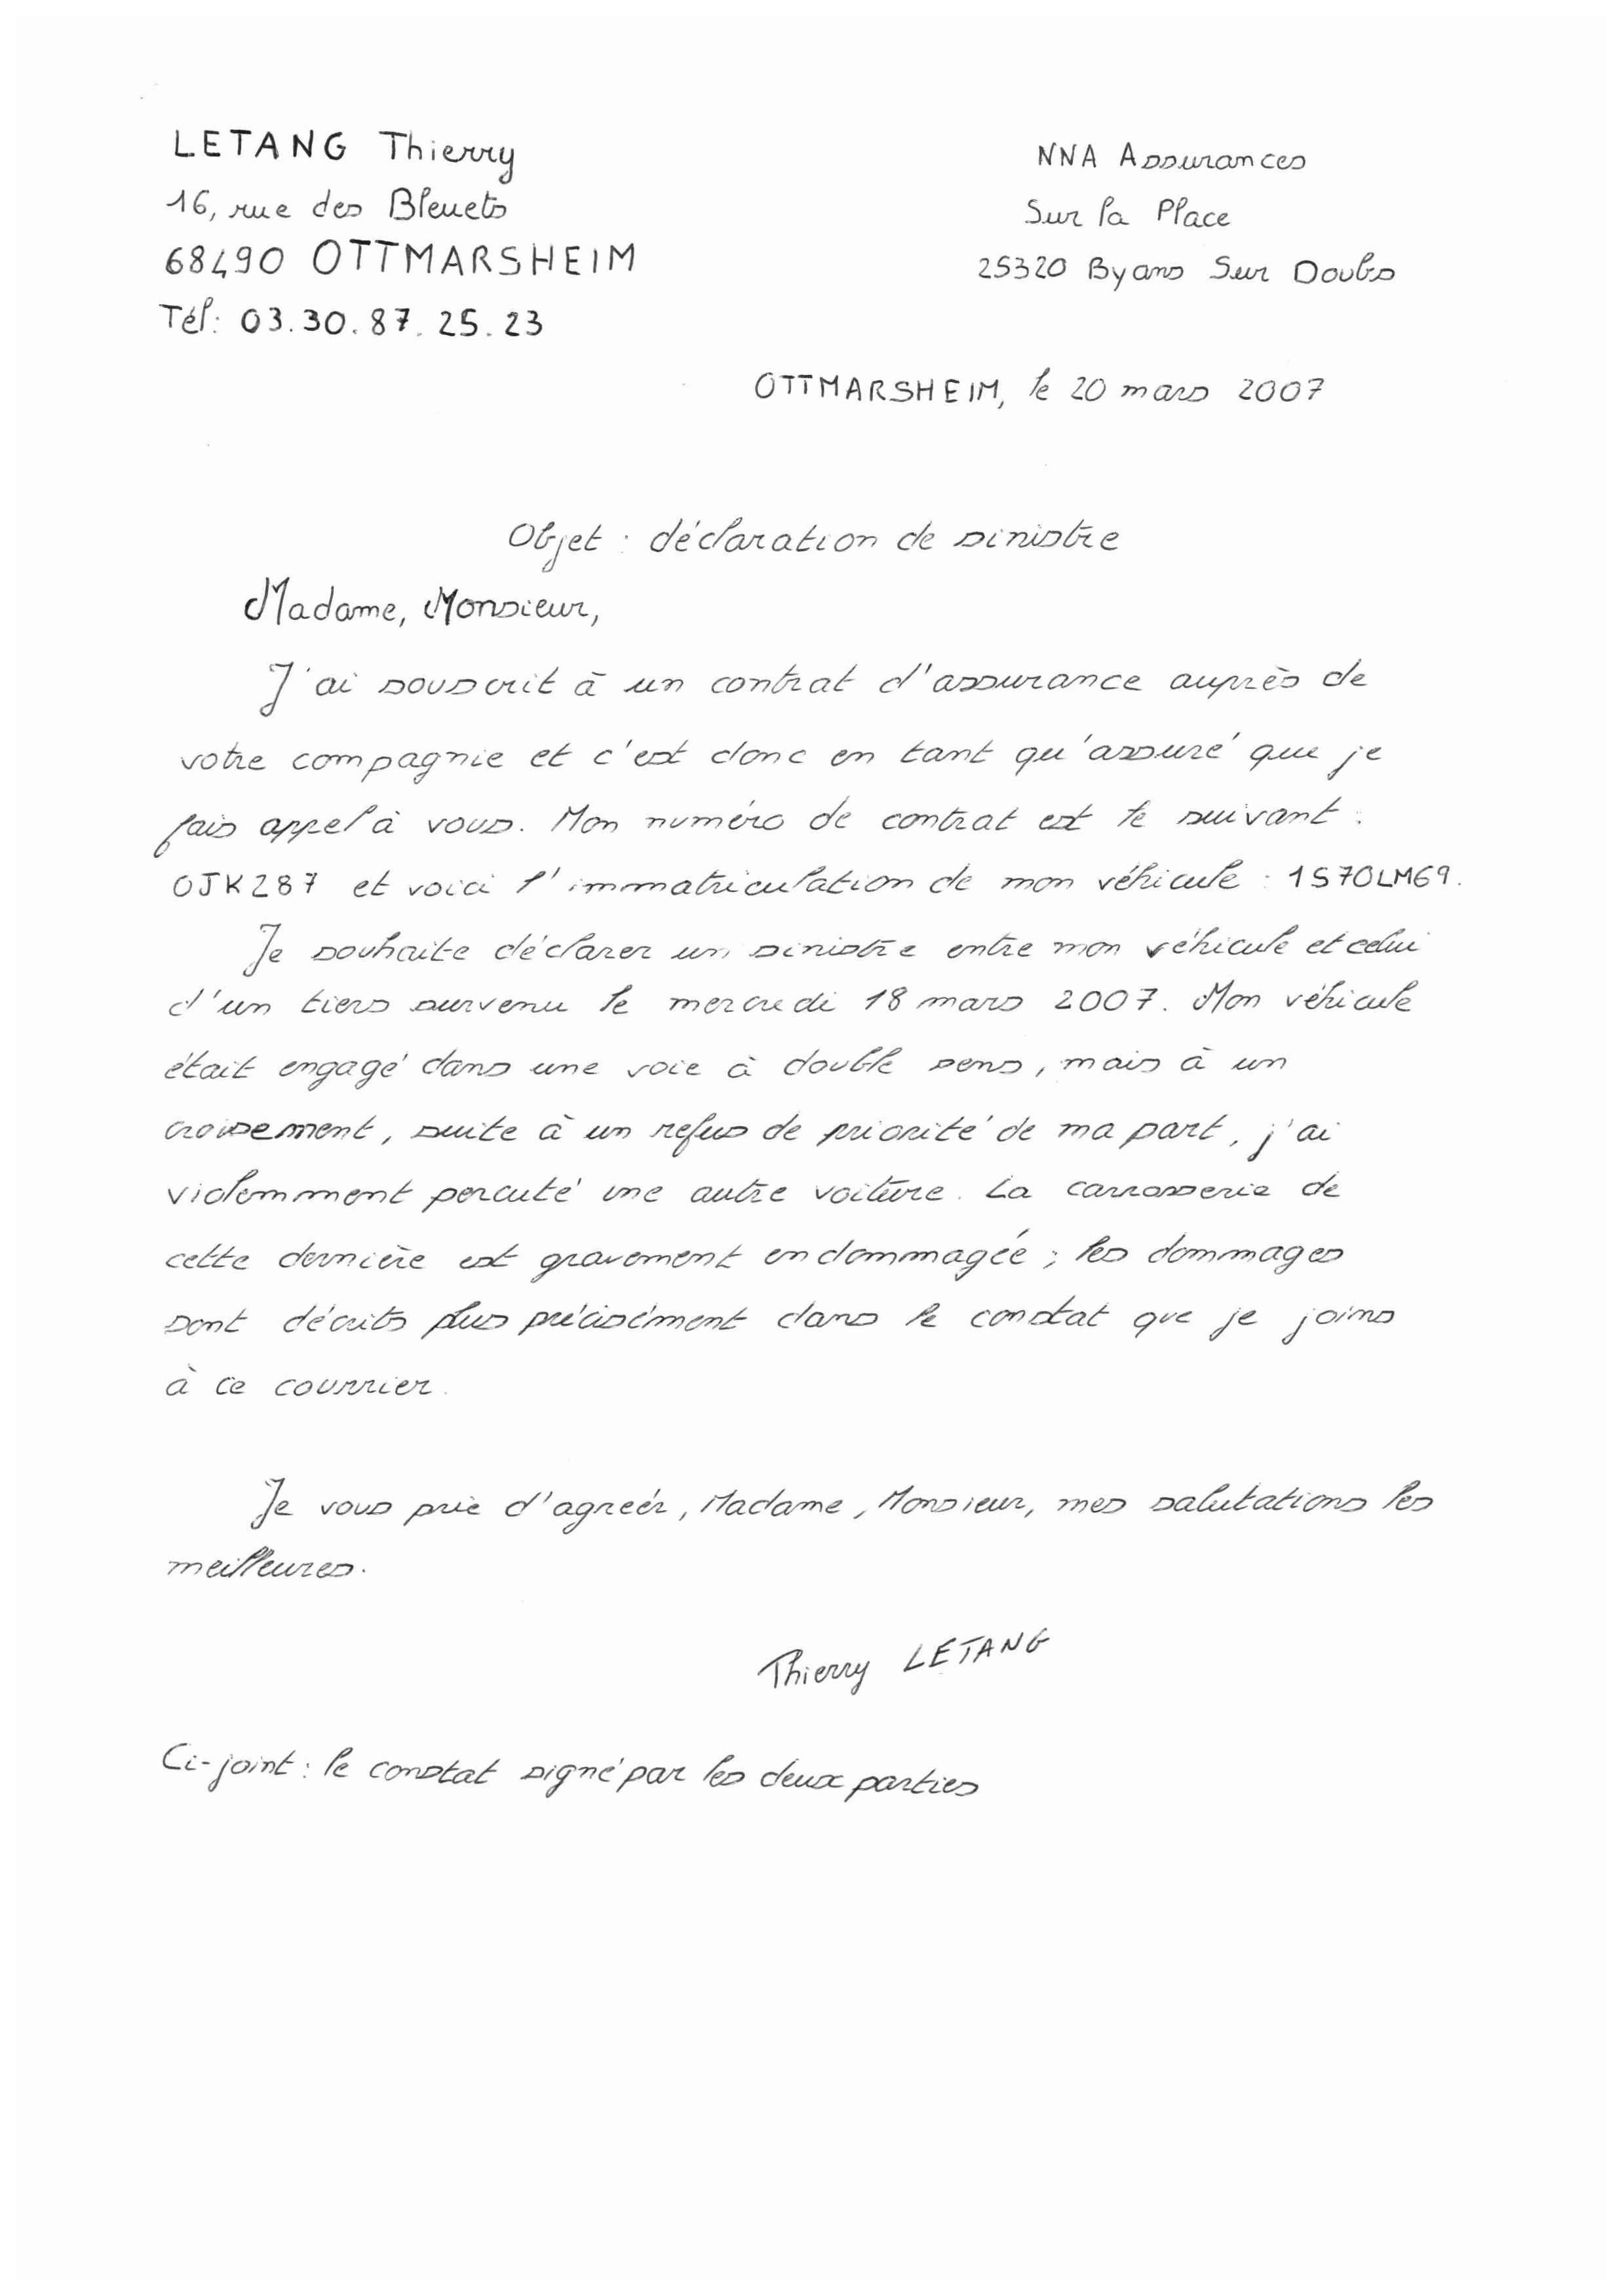 LETANG Thierry
16, rue des Bleuets
68490 OTTMARSHEIM
Tél: 03.30.87.25.23
NNA Assurances
Sur la Place
25320 Byans Sur Doubs
OTTMARSHEIM, le 20 mars 2007
Objet : déclaration de sinistre
Madame, Monsieur,
J'ai souscrit à un contrat d'assurance auprès de
votre compagnie et c'est donc en tant qu'assuré que je
fais appel à vous. Mon numéro de contrat est le suivant :
OJK287 et voici l'immatriculation de mon véhicule : 1S70LM69.
Je souhaite déclarer un sinistre entre mon véhicule et celui
d'un tiers survenu le mercredi 18 mars 2007. Mon véhicule
était engagé dans une voie à double sens, mais à un
croisement, suite à un refus de priorité de ma part, j'ai
violemment percuté une autre voiture. La carrosserie de
cette dernière est gravement endommagée ; les dommages
sont décrits plus précisément dans le constat que je joins
à ce courrier.
Je vous prie d'agréér, Madame, Monsieur, mes salutations les
meilleures.
Thierry LETANG
Ci-joint : le constat signé par les deux parties